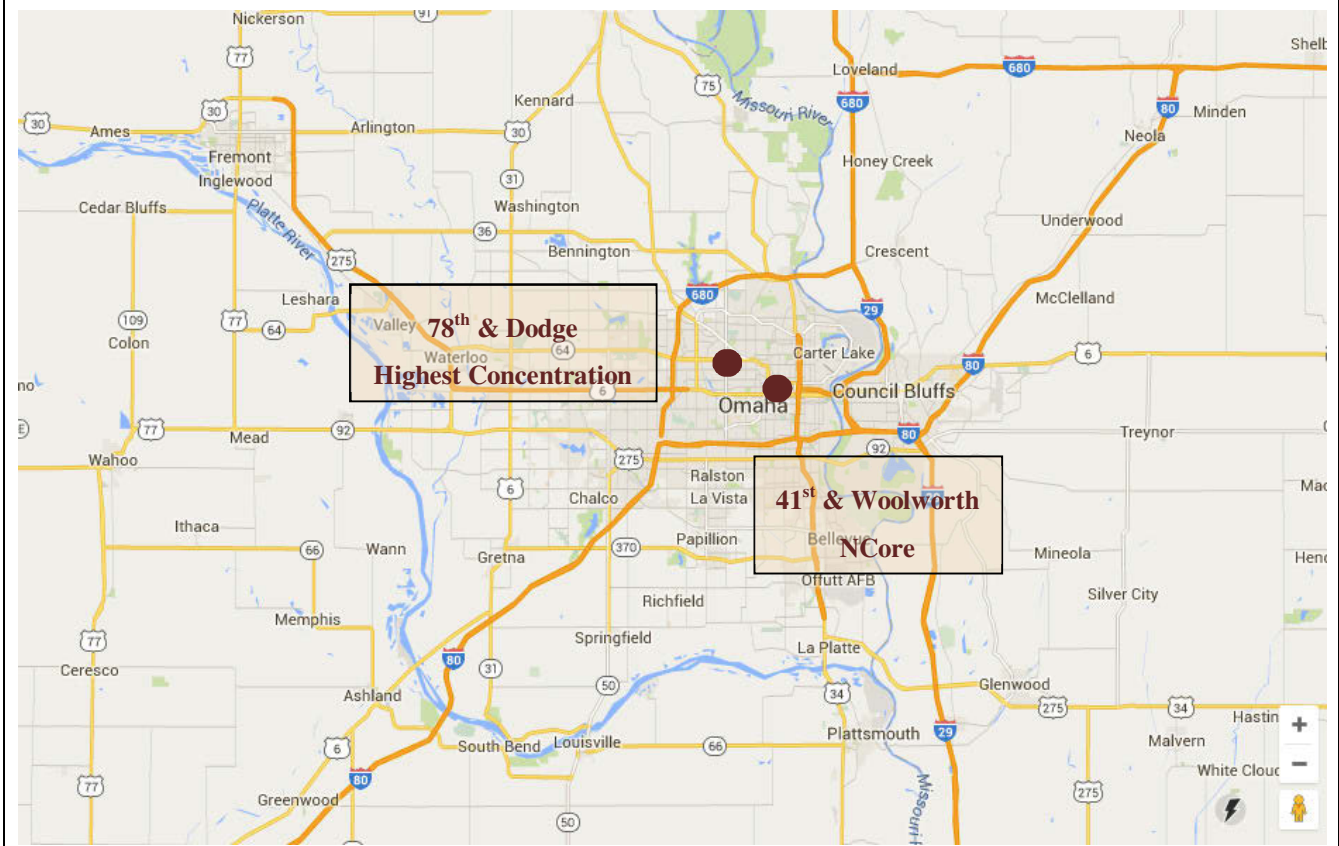 Nickerson
91
77
Shelb
Loveland
680
75
680
Missouri River
Kennard
80
Minden
30
30
Ames
Arlington
30
Neola
Fremont
Honey Creek
Inglewood
31
Cedar Bluffs
Washington
Platte River
Underwood
36
Bennington
Crescent
275
680
McClelland
Leshara
29
109
77
64
Valley
Colon
78th & Dodge
Highest Concentration
Waterloo
64
Carter Lake
6
80
6
Omaha
Council Bluffs
77
Mead
92
80
Treynor
92
Wahoo
275
Ralston
6
Chalco
La Vista
41st & Woolworth
NCore
Ithaca
66
Wann
Gretna
370
Papillion
Bellevue
Mineola
Offutt AFB
Silver City
Richfield
Memphis
77
Springfield
La Platte
Ceresco
80
31
Glenwood
Ashland
50
34
275
34
Hastin
6
South Bend
Louisville
66
Plattsmouth
29
Malvern
77
80
White Cloud
Greenwood
275
50
Missouri
+
−